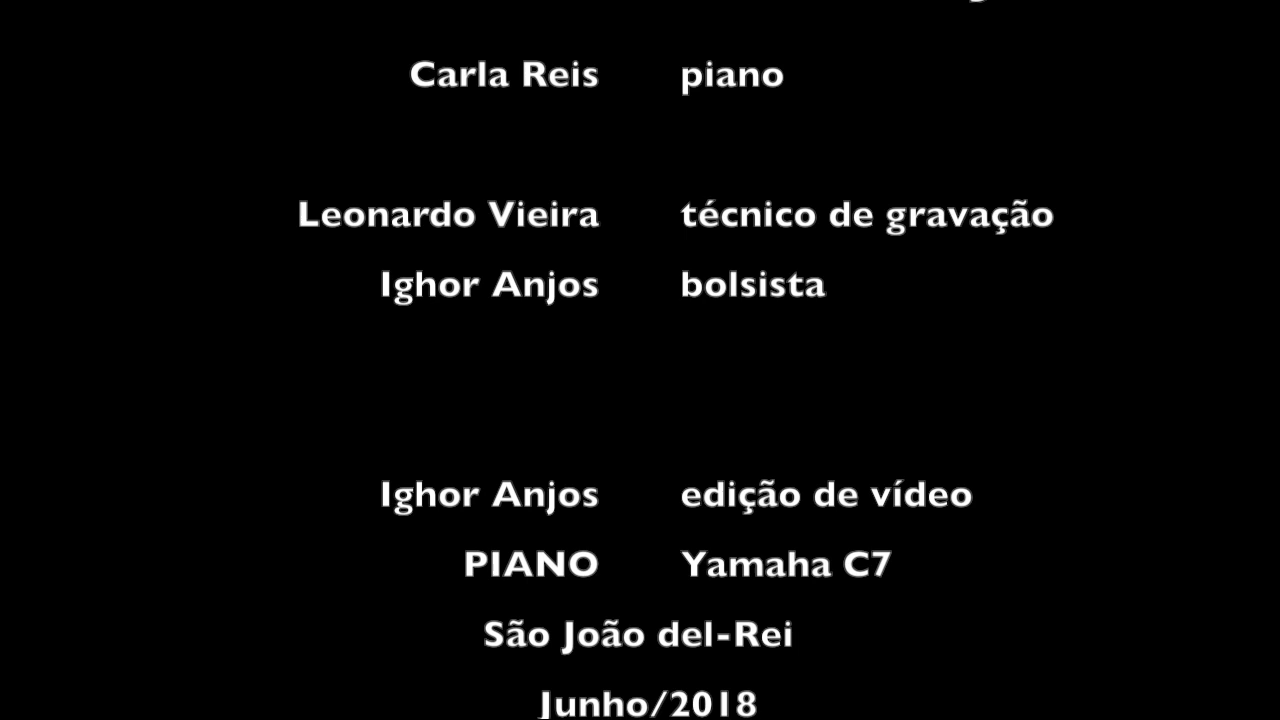 Carla Reis piano
Leonardo Vieira técnico de gravação
Ighor Anjos bolsista
Ighor Anjos edição de vídeo
PIANO Yamaha C7
São João del-Rei
Junho/2018